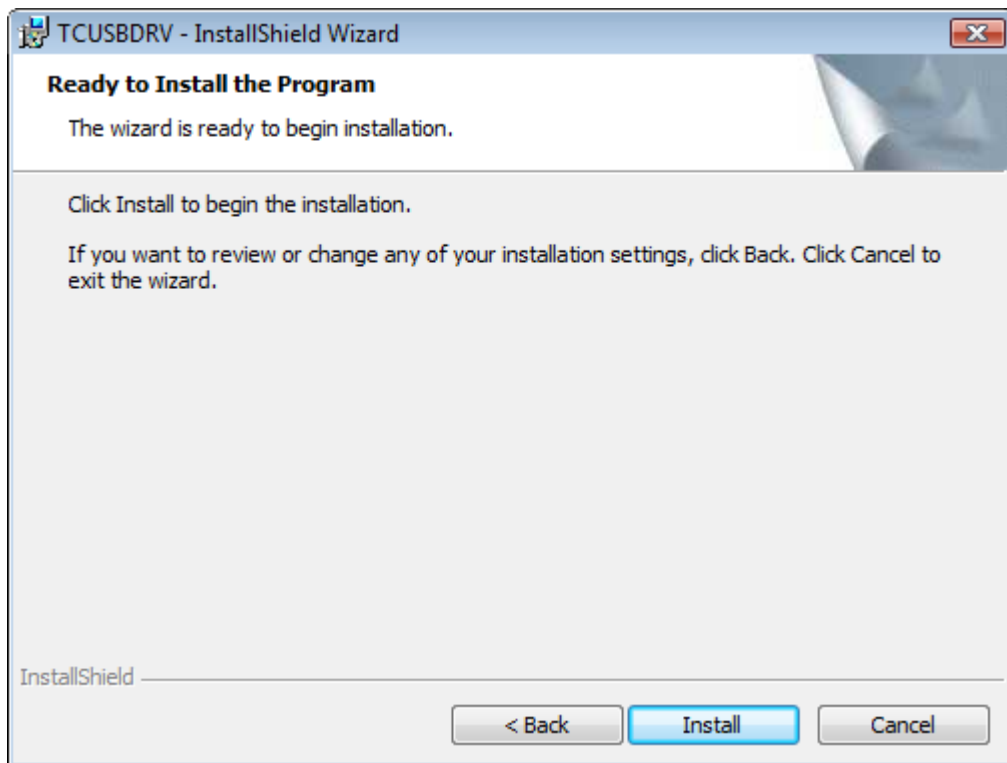 TCUSBDRV - InstallShield Wizard
Ready to Install the Program
The wizard is ready to begin installation.
Click Install to begin the installation.
If you want to review or change any of your installation settings, click Back. Click Cancel to
exit the wizard.
InstallShield
< Back Install Cancel